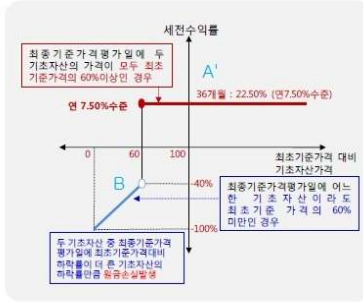 세전수익률
최종기준가격평가일에 두
기초자산의 가격이 모두 최초
기준가격의 60%이상인 경우
A'
36개월 : 22.50% (연7.50%수준)
연 7.50%수준
0
60
100
최초기준가격 대비
기초자산가격
B
-40%
최종기준가격평가일에 어느
한 기초자산이라도
최초기준 가격의 60%
미만인 경우
-100%
두 기초자산 중 최종기준가격
평가일에 최초기준가격대비
하락률이 더 큰 기초자산의
하락률만큼 원금손실발생